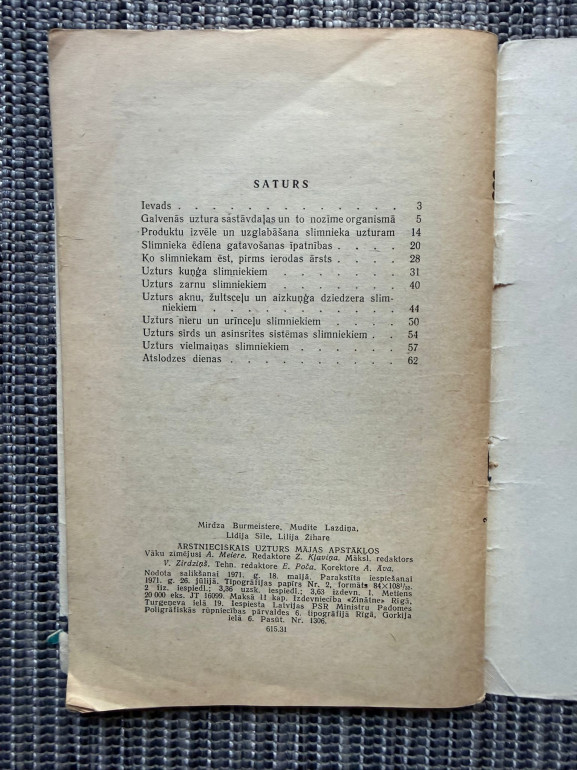 SATURS
Ievads . . . . . . . . . . . . . 3
Galvenās uztura sastāvdaļas un to nozīme organismā 5
Produktu izvēle un uzglabāšana slimnieka uzturam 14
Slimnieka ēdiena gatavošanas īpatnības . . . . 20
Ko slimniekam ēst, pirms ierodas ārsts . . . . 28
Uzturs kuņģa slimniekiem . . . . . . . . 31
Uzturs zarnu slimniekiem . . . . . . . . 40
Uzturs aknu, žultsceļu un aizkuņģa dziedzera slim-
niekiem . . . . . . . . . . . . 44
Uzturs nieru un urīnceļu slimniekiem . . . . . 50
Uzturs sirds un asinsrites sistēmas slimniekiem . . 54
Uzturs vielmaiņas slimniekiem . . . . . . 57
Atslodzes dienas . . . . . . . . . . 62
Mirdza Burmeistere, Mudīte Lazdiņa,
Lidija Sīle, Lilija Zihare
ĀRSTNIECISKAIS UZTURS MĀJAS APSTĀKĻOS
Vāku zīmējusi A. Meiere. Redaktore Z. Kļaviņa. Māksl. redaktors
V. Zirdziņš. Tehn. redaktore E. Poča. Korektore A. Āva.
Nodota salikšanai 1971. g. 18. maijā. Parakstīta iespiešanai
1971. g. 26. jūlijā. Tipogrāfijas papīrs Nr. 2, formāts 84×108¹/₃₂.
2 fiz. iespiedl.; 3,36 uzsk. iespiedl.; 3,63 izdevn. l. Metiens
20 000 eks. JT 16099. Maksā 11 kap. Izdevniecība «Zinātne» Rīgā,
Turgeņeva ielā 19. Iespiesta Latvijas PSR Ministru Padomes
Poligrāfiskās rūpniecības pārvaldes 6. tipogrāfijā Rīgā, Gorkija
ielā 6. Pasūt. Nr. 1306.
615.31